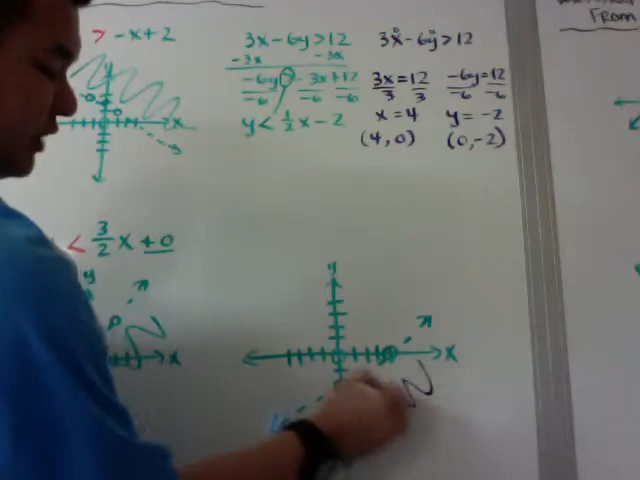 > -x+2
y
x
3x-6y>12
-3x -3x
-6y > -3x+12
-6 -6 -6
y < 1/2 x - 2
3x-6y>12
3x = 12
3 3
x = 4
(4,0)
-6y = 12
-6 -6
y = -2
(0,-2)
From
< 3/2 x +0
y
x
y
x